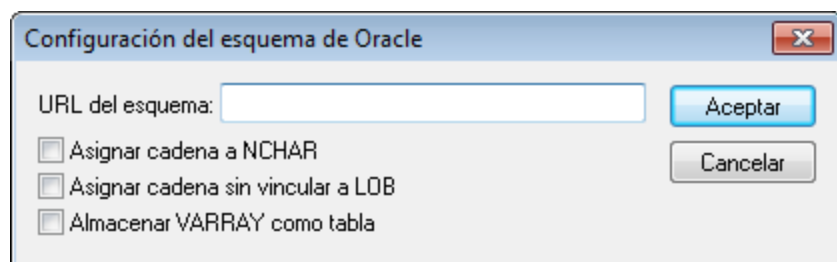 Configuración del esquema de Oracle
URL del esquema:
Aceptar
Asignar cadena a NCHAR
Cancelar
Asignar cadena sin vincular a LOB
Almacenar VARRAY como tabla